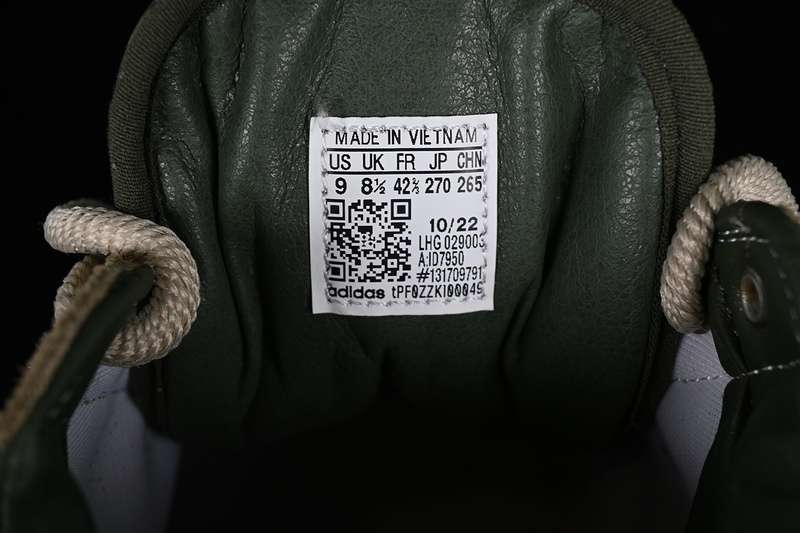 MADE IN VIETNAM
US UK FR JP CHN
9 8½ 42⅔ 270 265
10/22
LHG 029003
A:ID7950
#131709791
adidas tPF0ZZKI00049